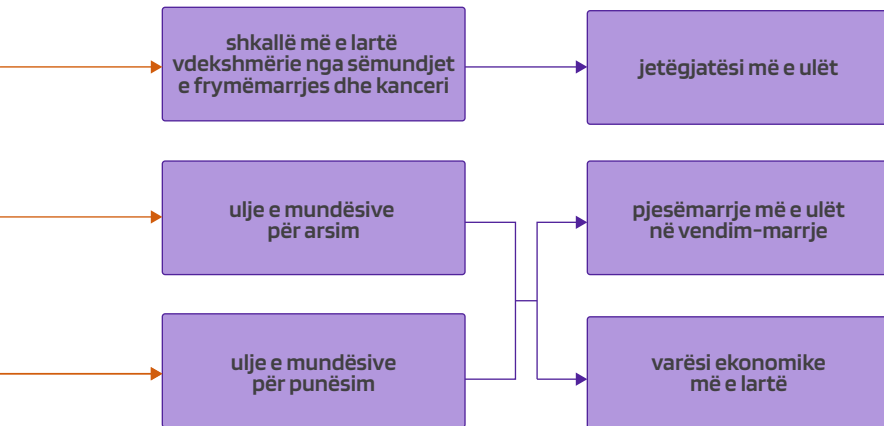 shkallë më e lartë
vdekshmërie nga sëmundjet
e frymëmarrjes dhe kanceri
jetëgjatësi më e ulët
ulje e mundësive
për arsim
pjesëmarrje më e ulët
në vendim-marrje
ulje e mundësive
për punësim
varësi ekonomike
më e lartë